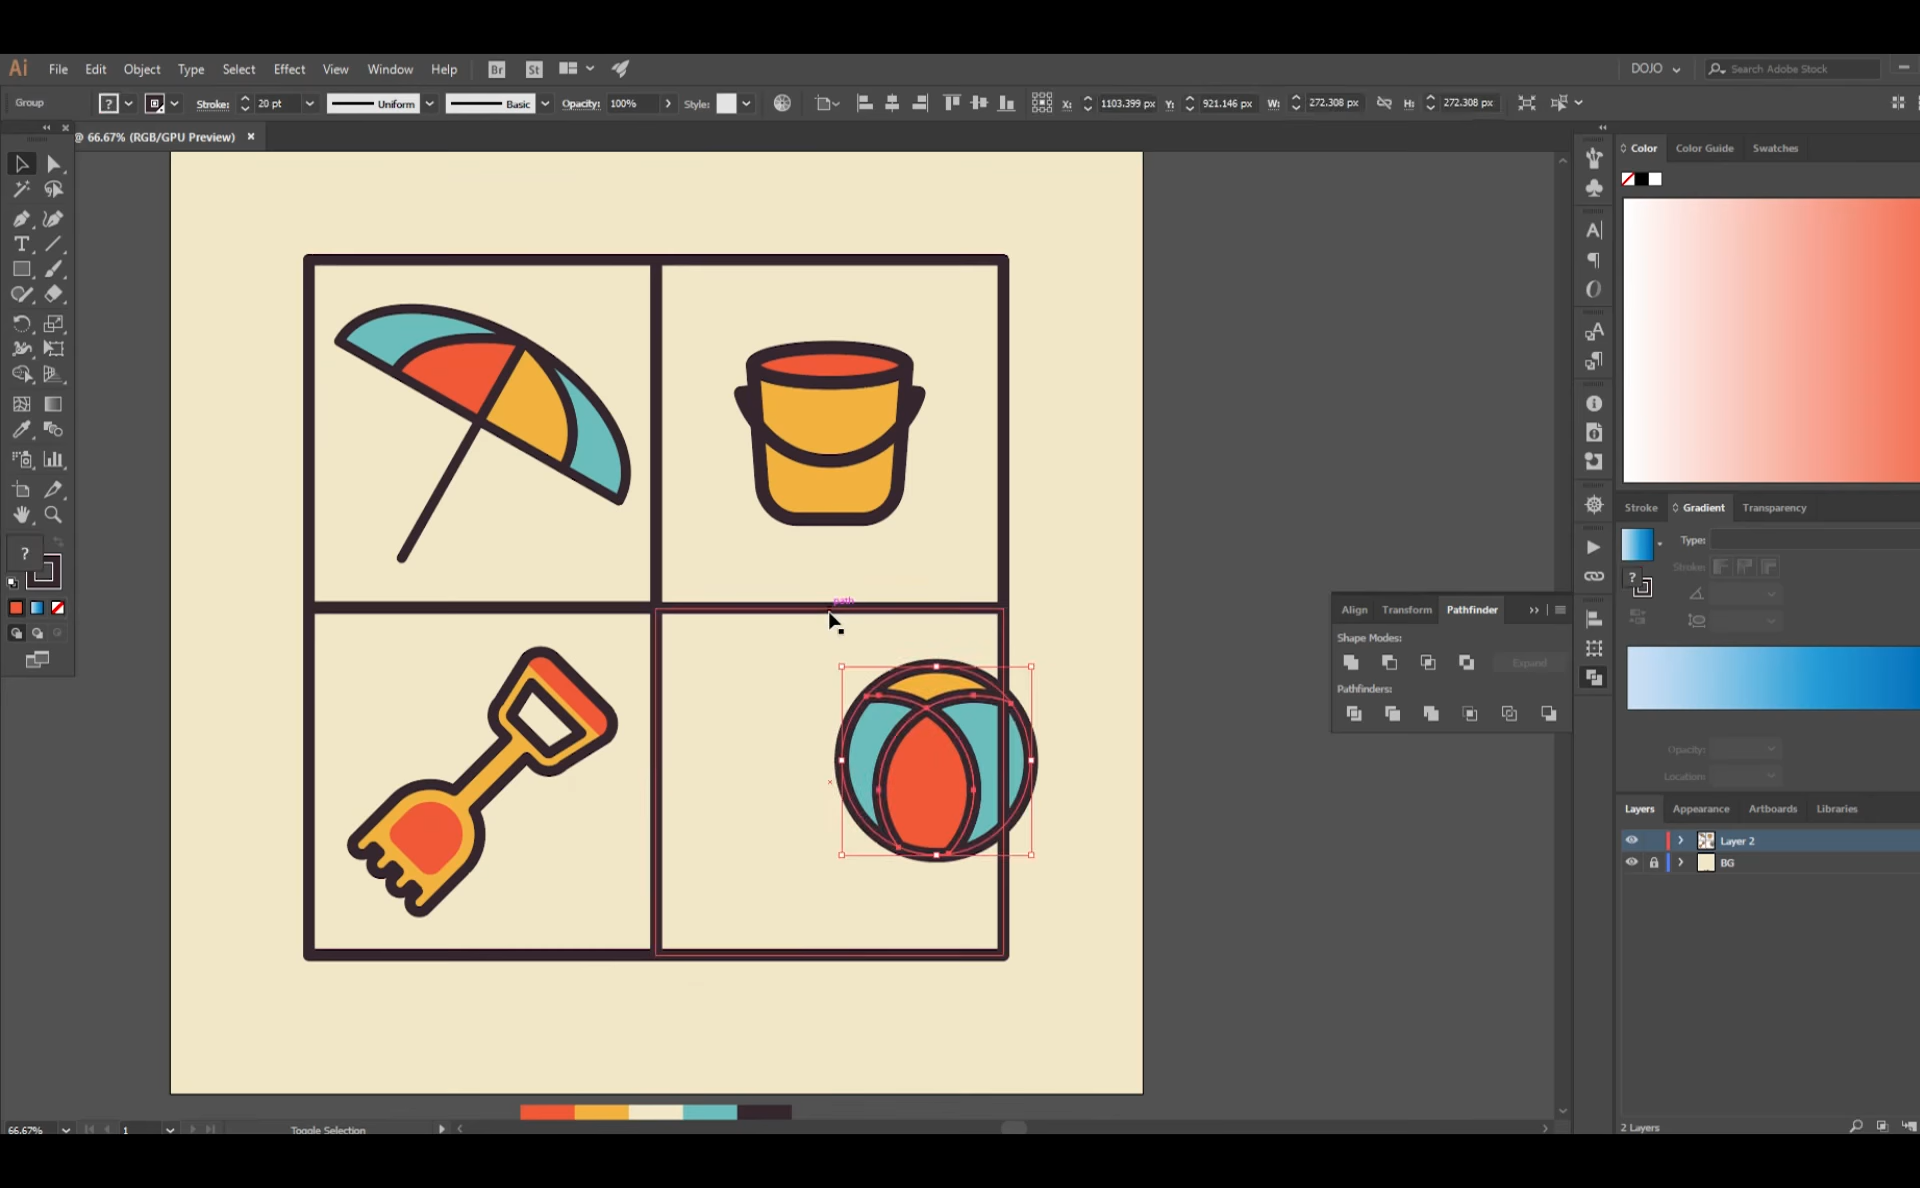 Ai File Edit Object Type Select Effect View Window Help Br St DOJO Search Adobe Stock
Group ? Stroke: 20 pt Uniform Basic Opacity: 100% Style: X: 1103.399 px Y: 921.146 px W: 272.308 px H: 272.308 px
@ 66.67% (RGB/GPU Preview)
Color Color Guide Swatches
Stroke Gradient Transparency
Type:
?
Stroke:
?
path
Align Transform Pathfinder
Shape Modes:
Expand
Pathfinders:
Opacity:
Location:
Layers Appearance Artboards Libraries
Layer 2
BG
66.67% 1 Toggle Selection
2 Layers